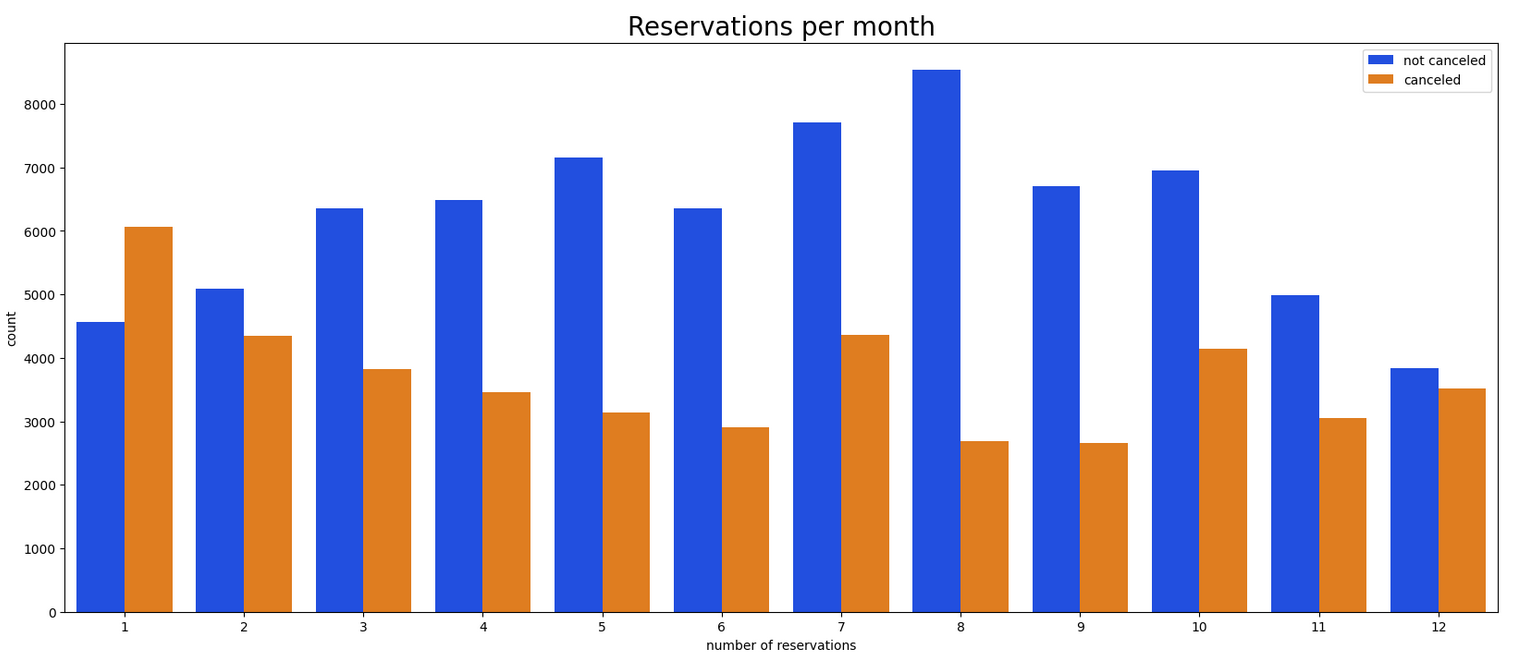 Reservations per month
not canceled
canceled
8000
7000
6000
5000
4000
3000
2000
1000
0
count
1 2 3 4 5 6 7 8 9 10 11 12
number of reservations